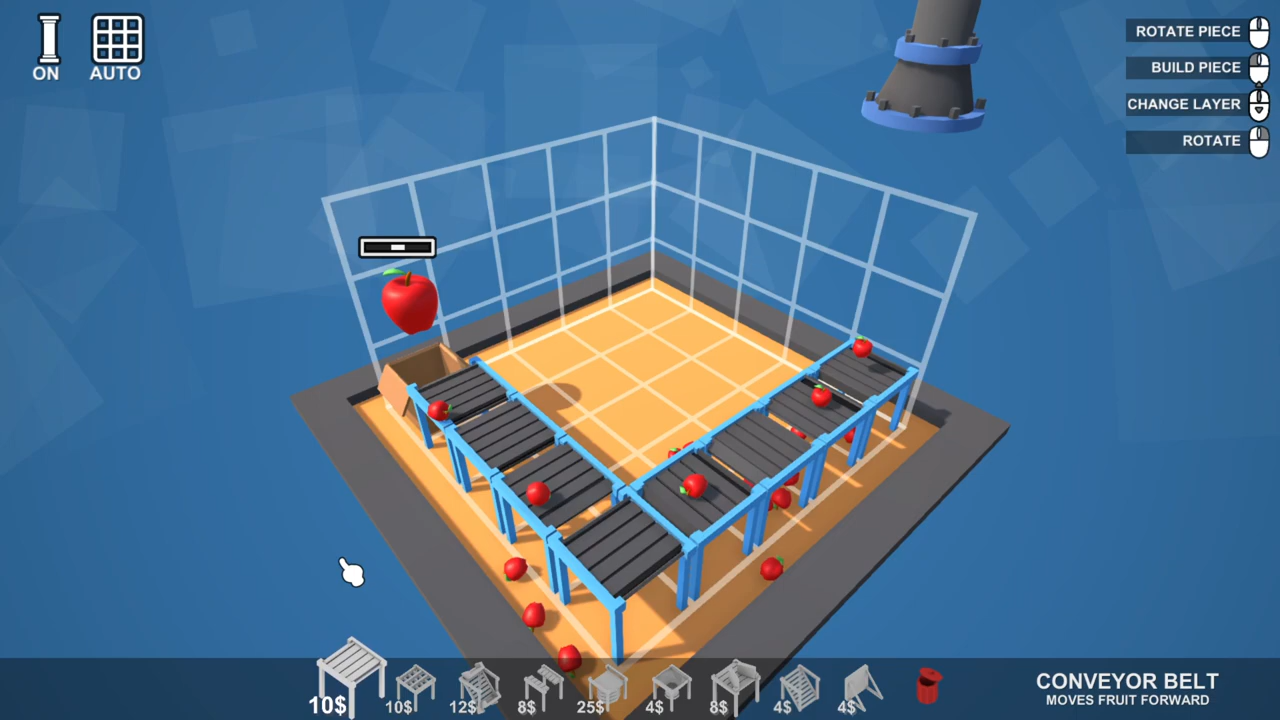 ON
AUTO
ROTATE PIECE
BUILD PIECE
CHANGE LAYER
ROTATE
10$
10$
12$
8$
25$
4$
8$
4$
4$
CONVEYOR BELT
MOVES FRUIT FORWARD